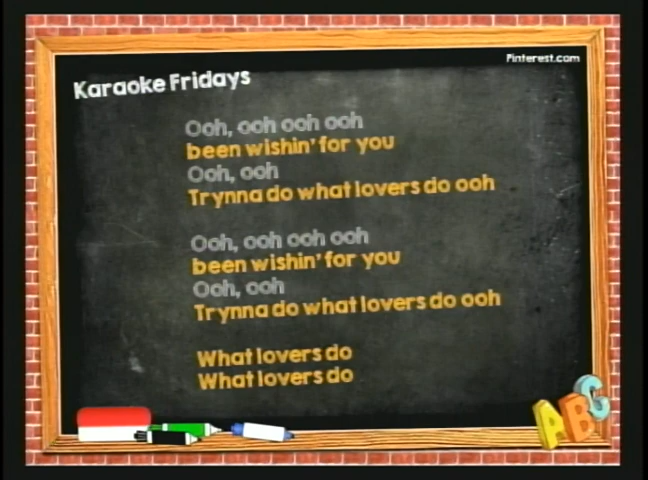 Pinterest.com
Karaoke Fridays
Ooh, ooh ooh ooh
been wishin' for you
Ooh, ooh
Trynna do what lovers do ooh
Ooh, ooh ooh ooh
been wishin' for you
Ooh, ooh
Trynna do what lovers do ooh
What lovers do
What lovers do
ABC